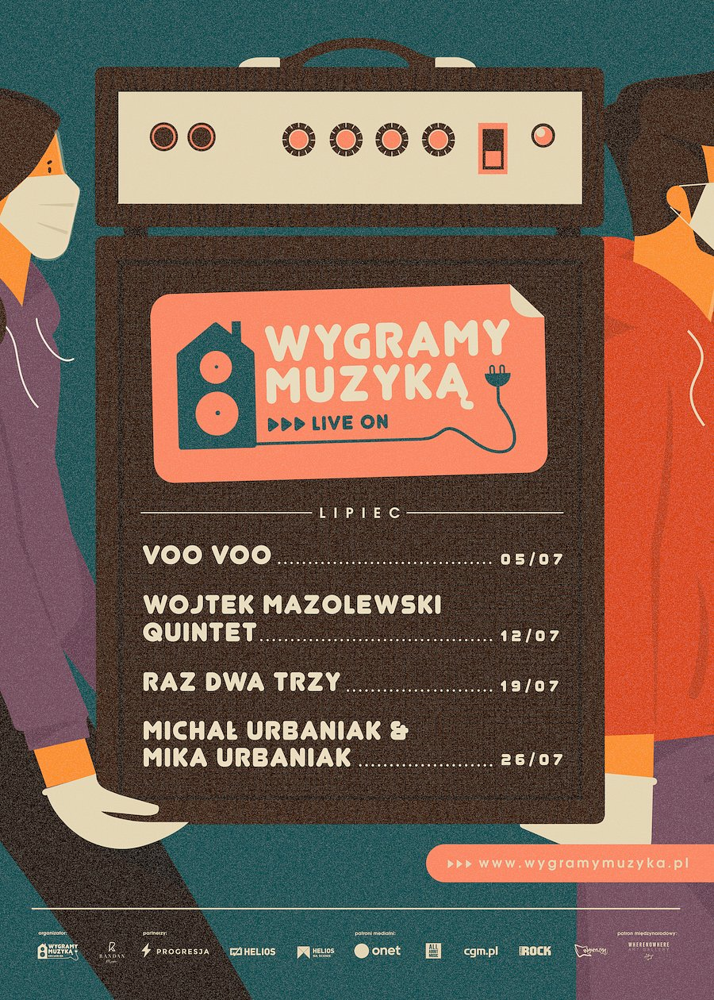 WYGRAMY
MUZYKĄ
LIVE ON
LIPIEC
VOO VOO 05/07
WOJTEK MAZOLEWSKI
QUINTET 12/07
RAZ DWA TRZY 19/07
MICHAŁ URBANIAK &
MIKA URBANIAK 26/07
www.wygramymuzyka.pl
organizator: partnerzy: patroni medialni: patron międzynarodowy:
WYGRAMY
MUZYKĄ
LIVE ON
BANDAN
PROGRESJA
HELIOS
HELIOS
NA SCENIE
onet
ALL
ABOUT
MUSIC
cgm.pl
ROCK
WHERENOWHERE